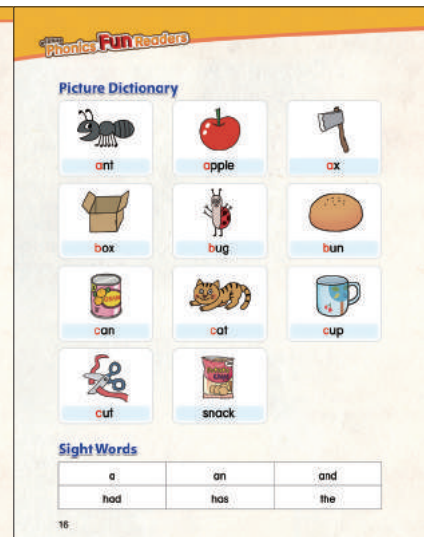 Phonics Fun Readers
Picture Dictionary
ant apple ax
box bug bun
can cat cup
cut snack
Sight Words
a an and
had has the
16